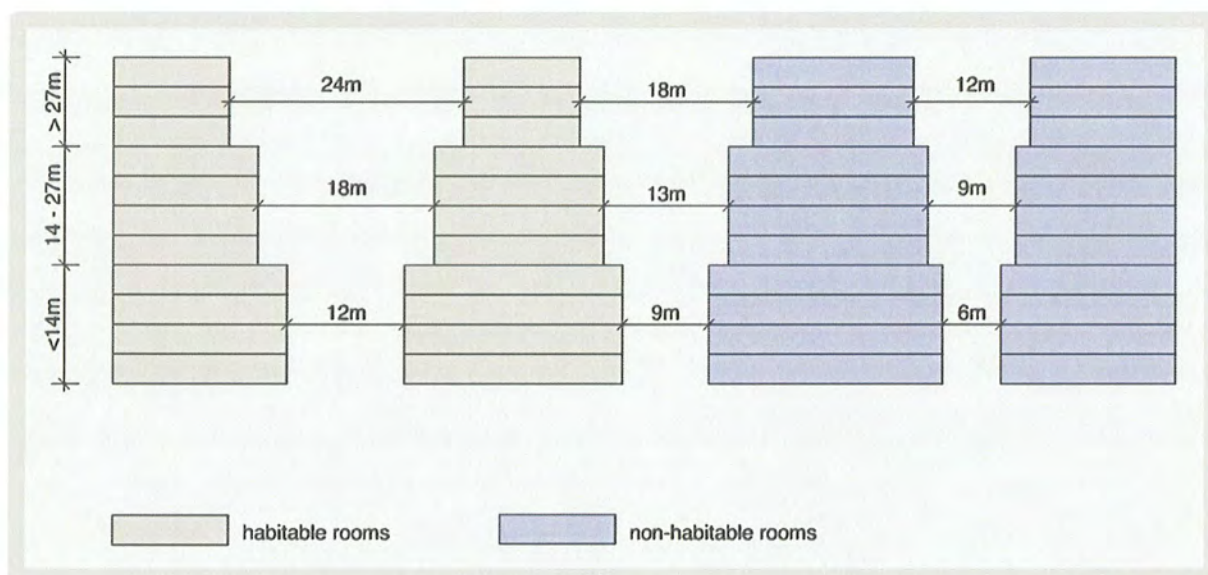 > 27m
24m
18m
12m
14 - 27m
18m
13m
9m
<14m
12m
9m
6m
habitable rooms
non-habitable rooms